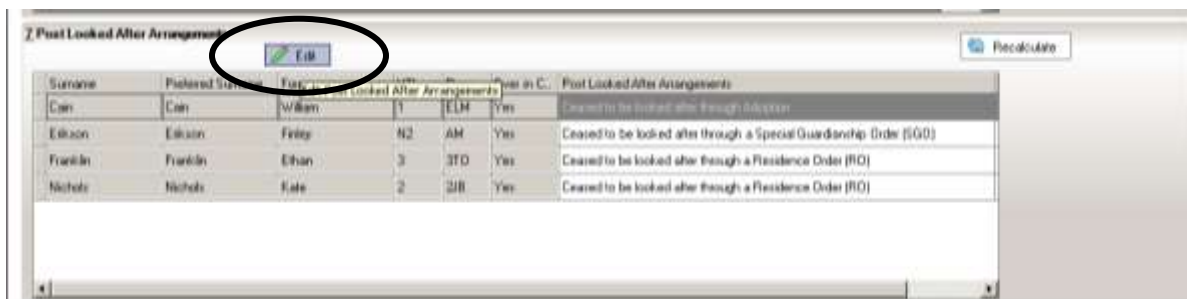 7 Post Looked After Arrangements
Edit
Recalculate
Surname Preferred Surname Ever in C... Post Looked After Arrangements
Post Looked After Arrangements
Cain Cain William 1 ELM Yes Ceased to be looked after through Adoption
Erikson Erikson Finley N2 AM Yes Ceased to be looked after through a Special Guardianship Order (SGO)
Franklin Franklin Ethan 3 3TO Yes Ceased to be looked after through a Residence Order (RO)
Nichols Nichols Kate 2 2JB Yes Ceased to be looked after through a Residence Order (RO)